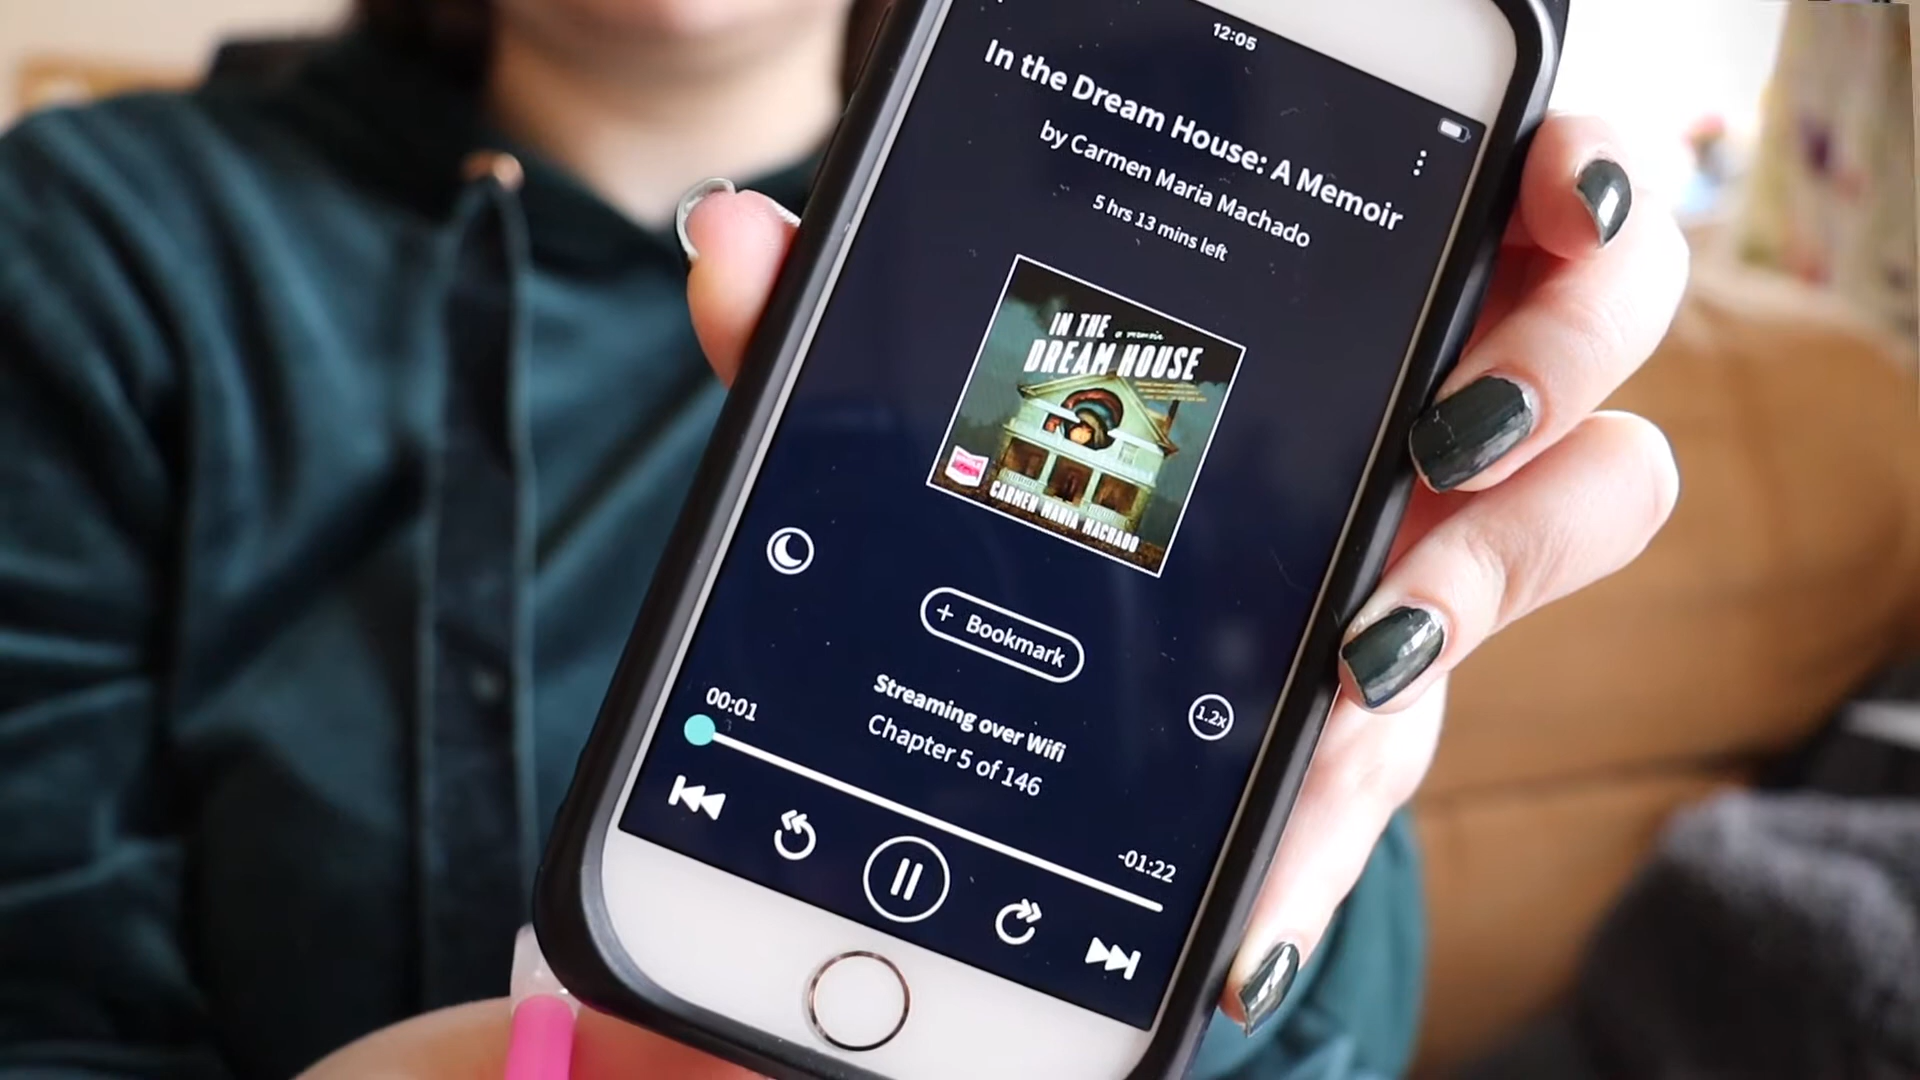 12:05
In the Dream House: A Memoir
by Carmen Maria Machado
5 hrs 13 mins left
IN THE
a memoir
DREAM HOUSE
CARMEN MARIA MACHADO
+ Bookmark
1.2x
Streaming over Wifi
Chapter 5 of 146
00:01
-01:22